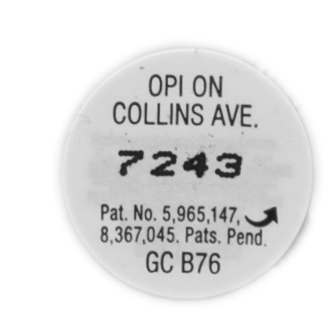 OPI ON
COLLINS AVE.
7243
Pat. No. 5,965,147,
8,367,045. Pats. Pend.
GC B76